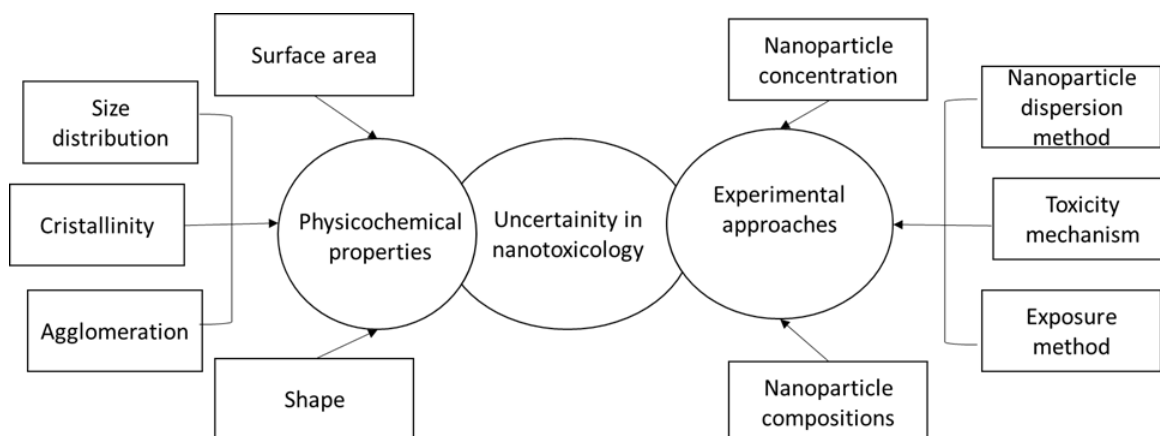 Surface area
Nanoparticle
concentration
Size
distribution
Nanoparticle
dispersion
method
Cristallinity
Physicochemical
properties
Uncertainity in
nanotoxicology
Experimental
approaches
Toxicity
mechanism
Agglomeration
Exposure
method
Shape
Nanoparticle
compositions